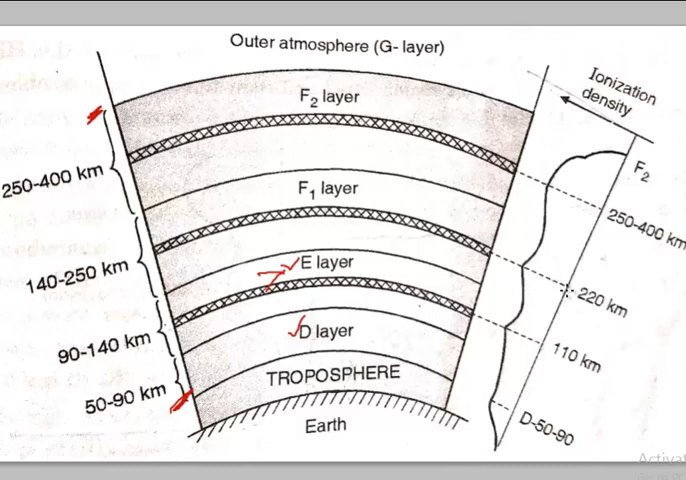 Outer atmosphere (G- layer)
Ionization
density
F2 layer
F2
250-400 km
F1 layer
250-400 km
E layer
140-250 km
220 km
D layer
90-140 km
110 km
TROPOSPHERE
50-90 km
D-50-90
Earth
Activat